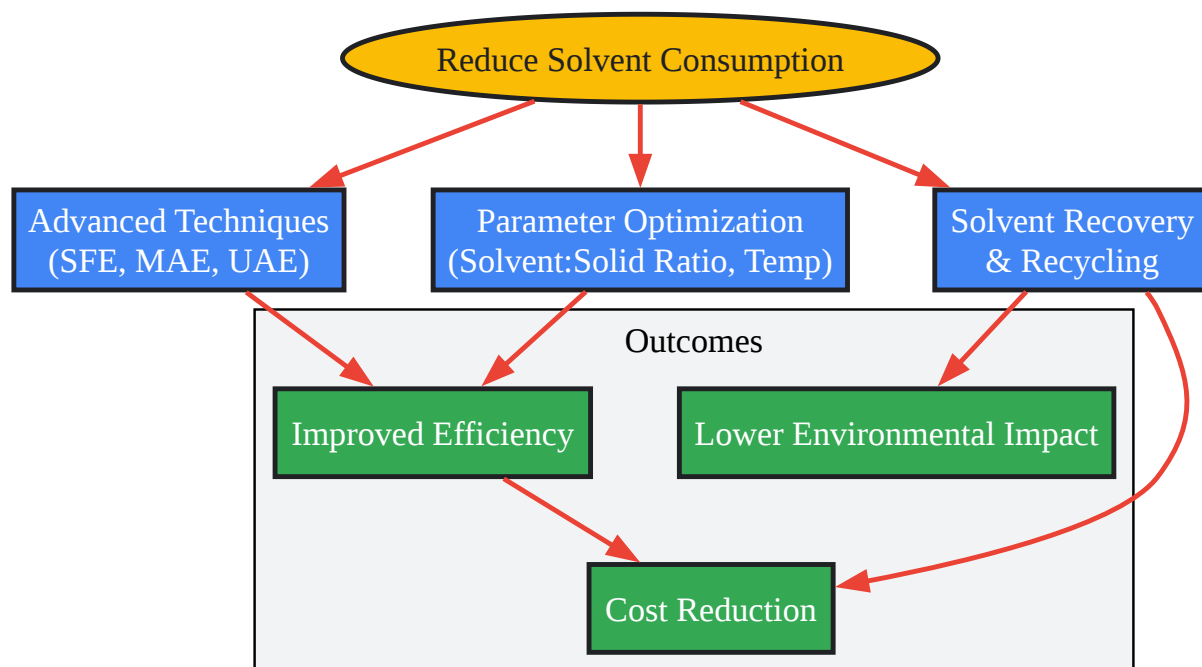 Reduce Solvent Consumption
Advanced Techniques
(SFE, MAE, UAE)
Parameter Optimization
(Solvent:Solid Ratio, Temp)
Solvent Recovery
& Recycling
Outcomes
Improved Efficiency
Lower Environmental Impact
Cost Reduction